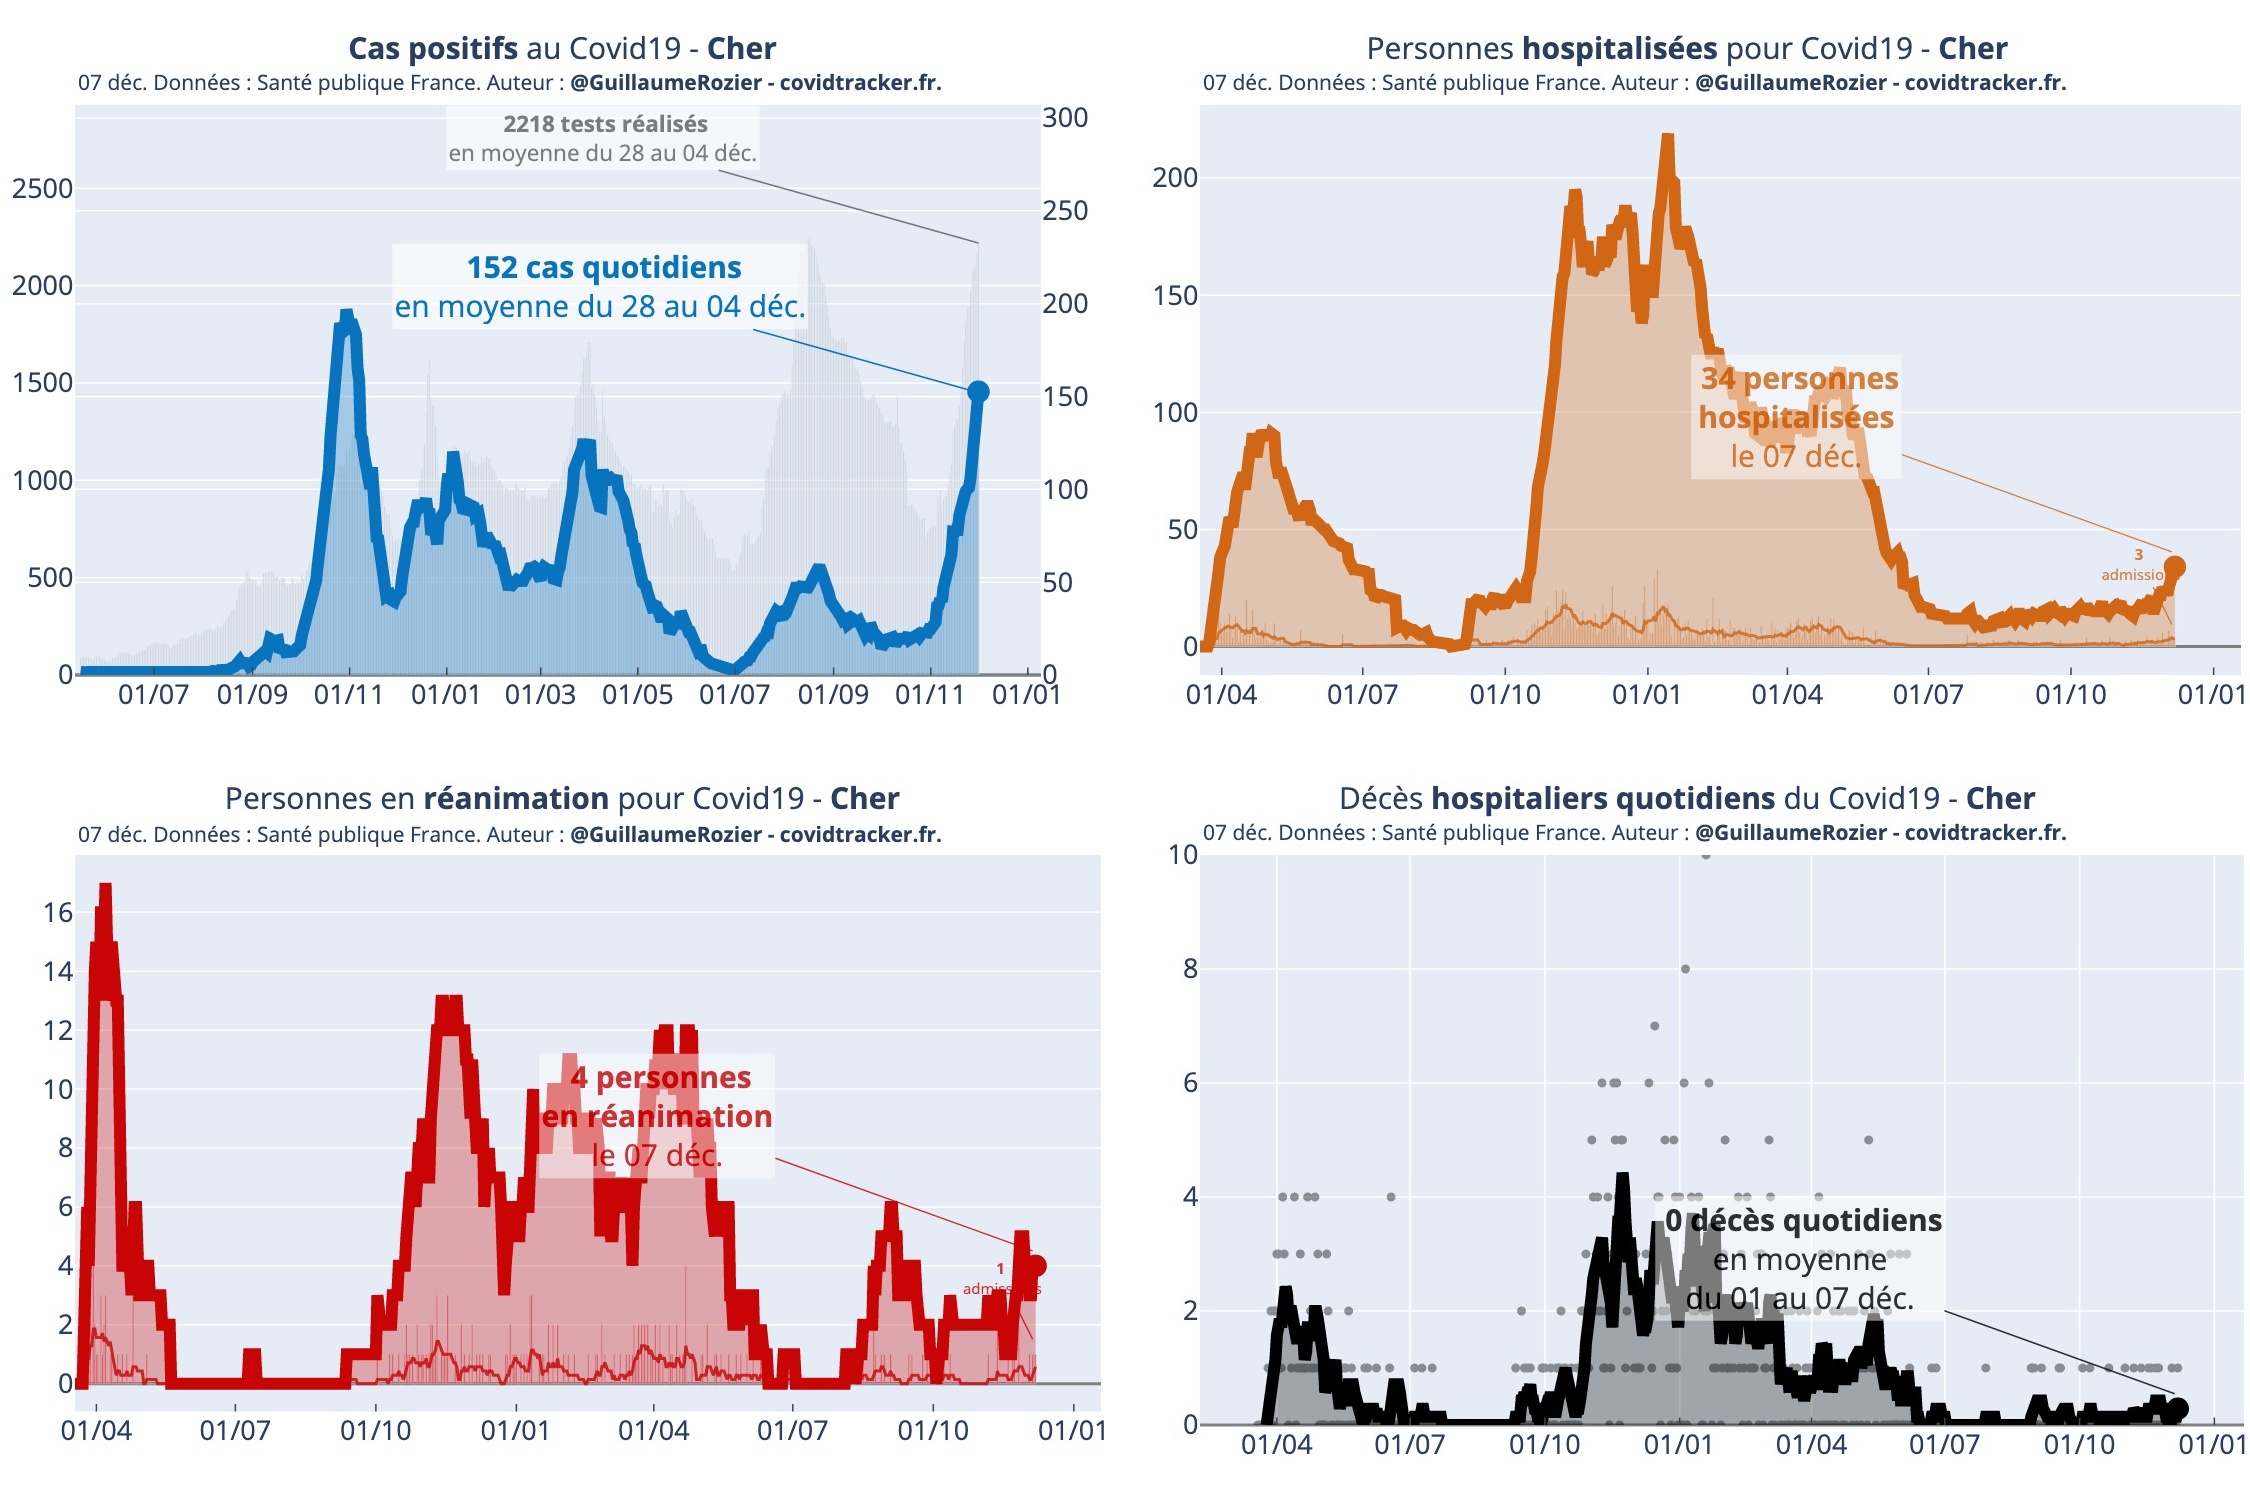 Cas positifs au Covid19 - Cher
07 déc. Données : Santé publique France. Auteur : @GuillaumeRozier - covidtracker.fr.
2218 tests réalisés
en moyenne du 28 au 04 déc.
152 cas quotidiens
en moyenne du 28 au 04 déc.
2500
2000
1500
1000
500
0
300
250
200
150
100
50
0
01/07 01/09 01/11 01/01 01/03 01/05 01/07 01/09 01/11 01/01
Personnes hospitalisées pour Covid19 - Cher
07 déc. Données : Santé publique France. Auteur : @GuillaumeRozier - covidtracker.fr.
200
150
100
50
0
34 personnes
hospitalisées
le 07 déc.
3
01/04 01/07 01/10 01/01 01/04 01/07 01/10 01/01
Personnes en réanimation pour Covid19 - Cher
07 déc. Données : Santé publique France. Auteur : @GuillaumeRozier - covidtracker.fr.
16
14
12
10
8
6
4
2
0
4 personnes
en réanimation
le 07 déc.
1
01/04 01/07 01/10 01/01 01/04 01/07 01/10 01/01
Décès hospitaliers quotidiens du Covid19 - Cher
07 déc. Données : Santé publique France. Auteur : @GuillaumeRozier - covidtracker.fr.
10
8
6
4
2
0
0 décès quotidiens
en moyenne
du 01 au 07 déc.
01/04 01/07 01/10 01/01 01/04 01/07 01/10 01/01